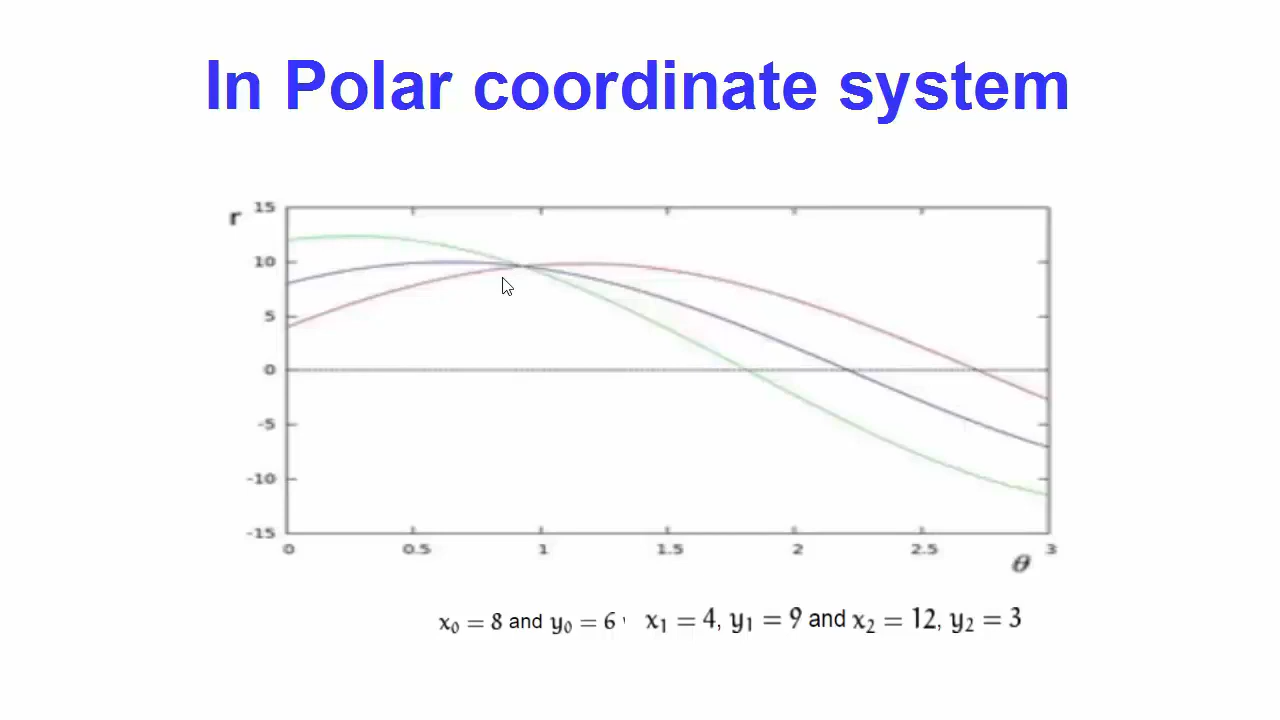 In Polar coordinate system
r
15
10
5
0
-5
-10
-15
0 0.5 1 1.5 2 2.5 3
θ
x₀ = 8 and y₀ = 6 x₁ = 4, y₁ = 9 and x₂ = 12, y₂ = 3